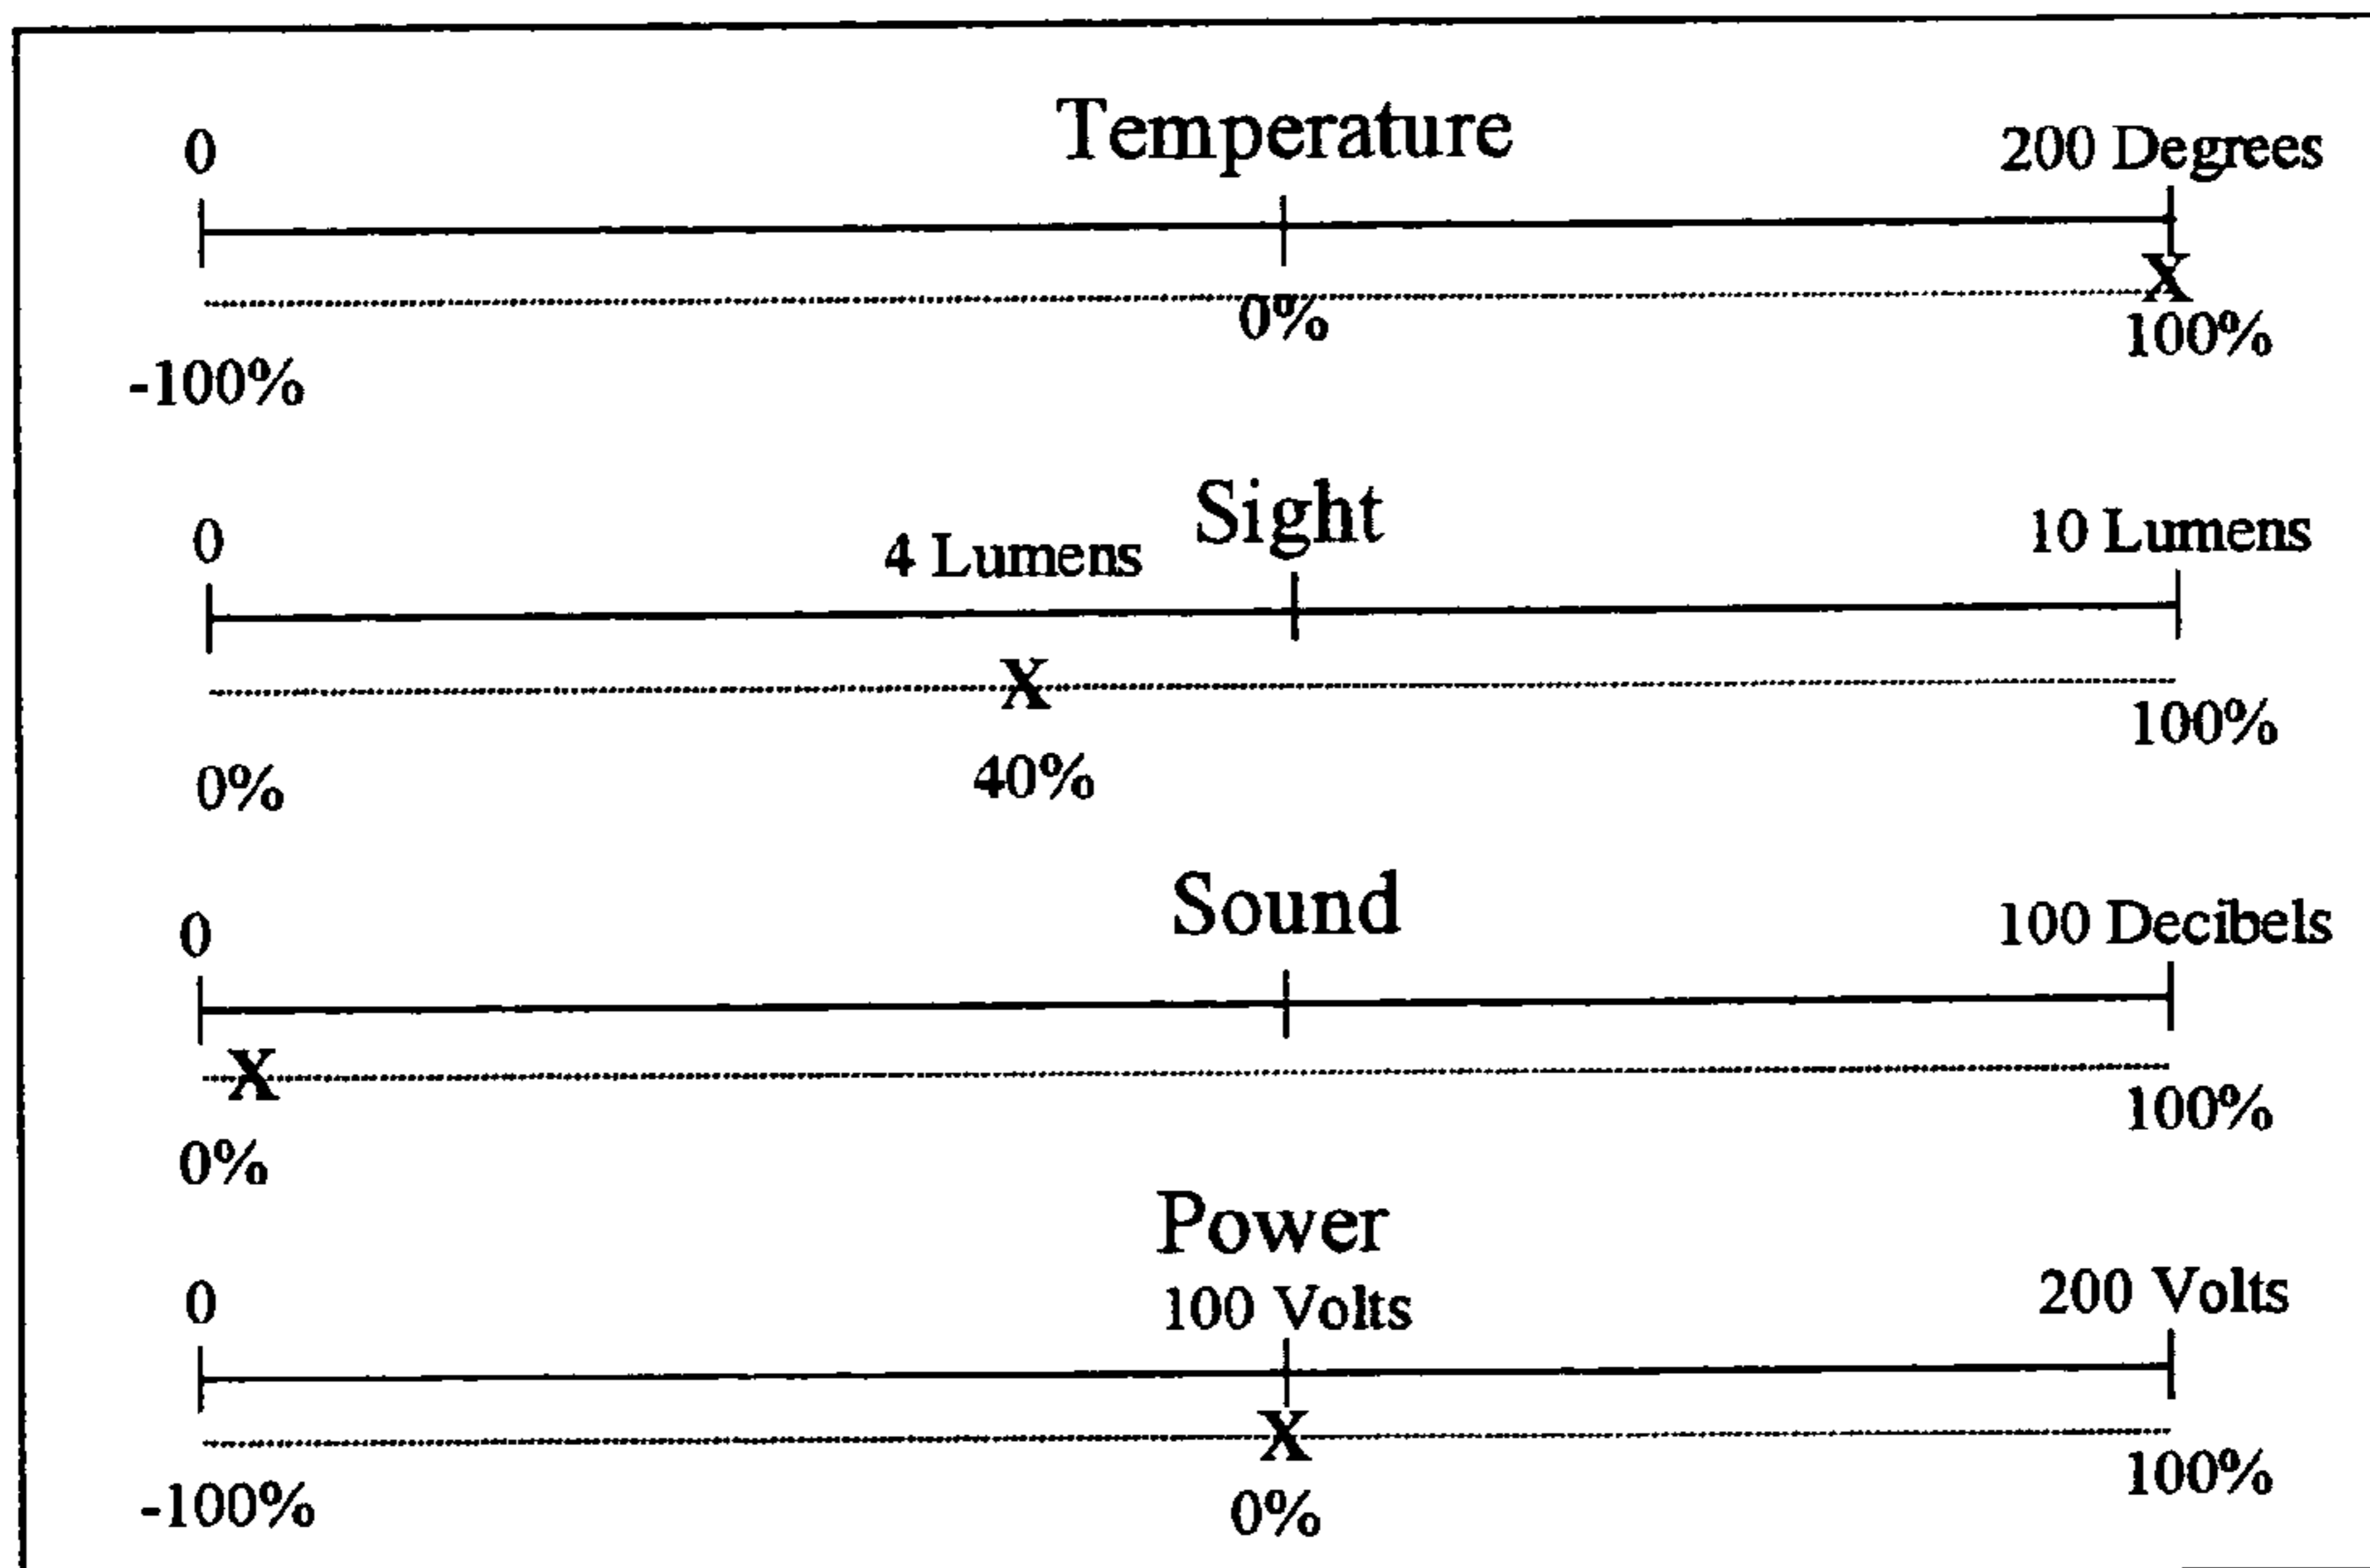 Temperature
0 200 Degrees
X
0% 100%
-100%
Sight
0 4 Lumens 10 Lumens
X
100%
0% 40%
Sound
0 100 Decibels
X
100%
0%
Power
0 100 Volts 200 Volts
X
-100% 0% 100%